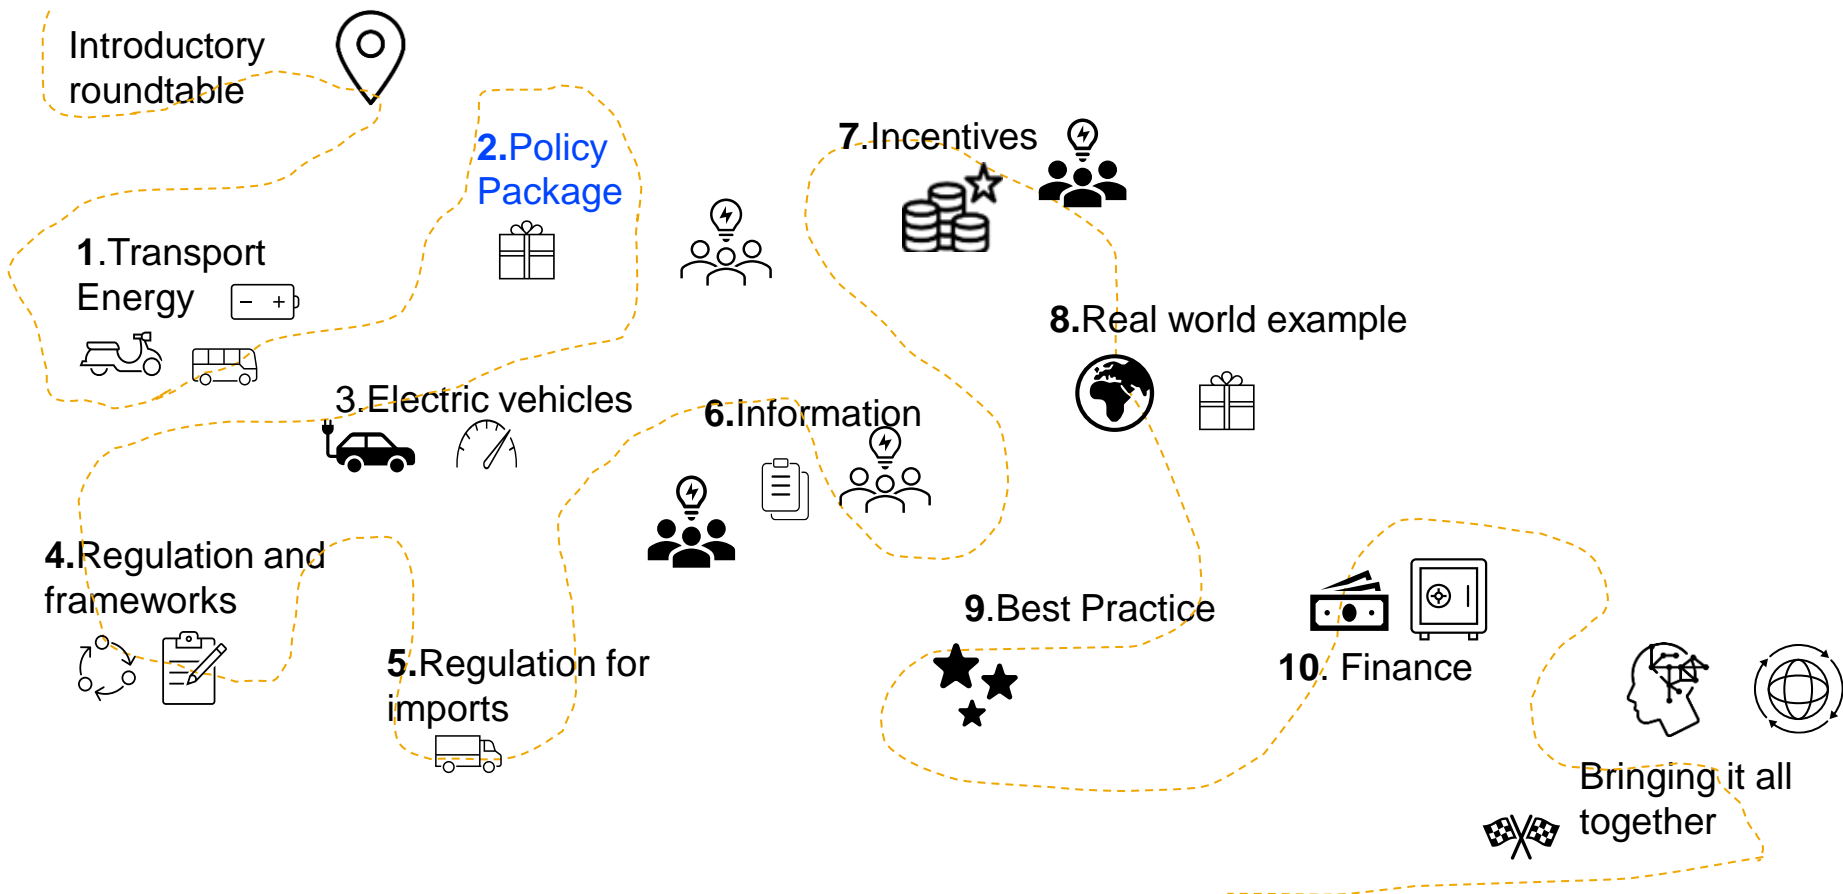 Introductory
roundtable
1.Transport
Energy
2.Policy
Package
3.Electric vehicles
4.Regulation and
frameworks
5.Regulation for
imports
6.Information
7.Incentives
8.Real world example
9.Best Practice
10. Finance
Bringing it all
together